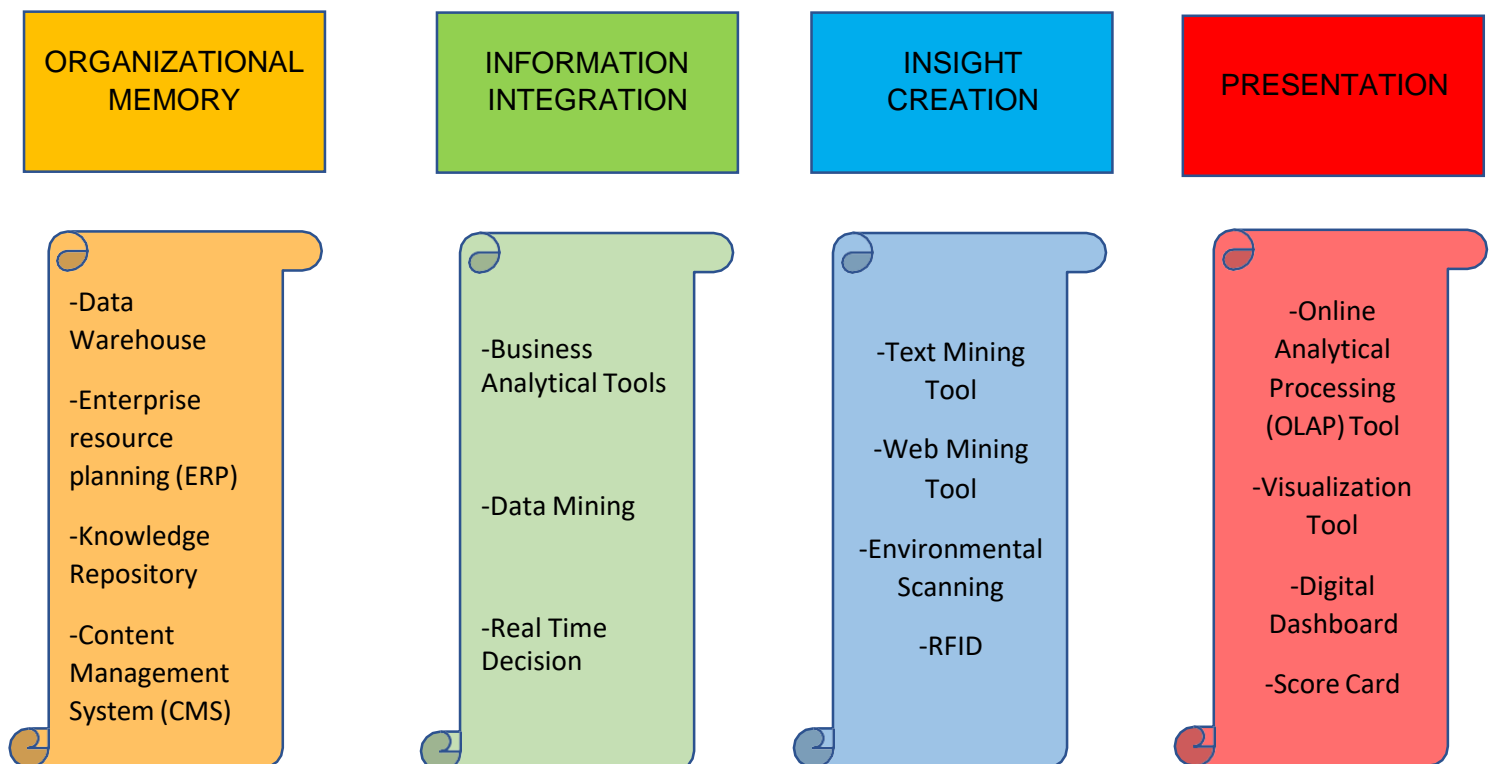 ORGANIZATIONAL
MEMORY
INFORMATION
INTEGRATION
INSIGHT
CREATION
PRESENTATION
-Data
Warehouse
-Enterprise
resource
planning (ERP)
-Knowledge
Repository
-Content
Management
System (CMS)
-Business
Analytical Tools
-Data Mining
-Real Time
Decision
-Text Mining
Tool
-Web Mining
Tool
-Environmental
Scanning
-RFID
-Online
Analytical
Processing
(OLAP) Tool
-Visualization
Tool
-Digital
Dashboard
-Score Card